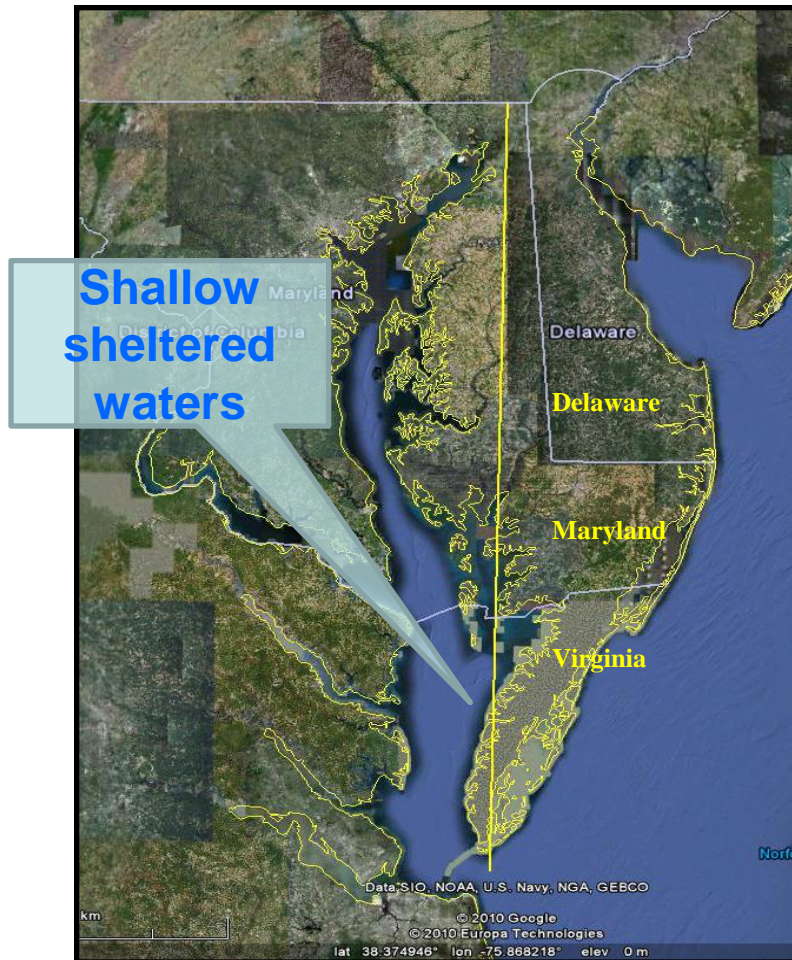 Shallow
sheltered
waters
Maryland
District of Columbia
Delaware
Delaware
Maryland
Virginia
Data SIO, NOAA, U.S. Navy, NGA, GEBCO
km
© 2010 Google
© 2010 Europa Technologies
lat 38.374946° lon -75.868218° elev 0 m